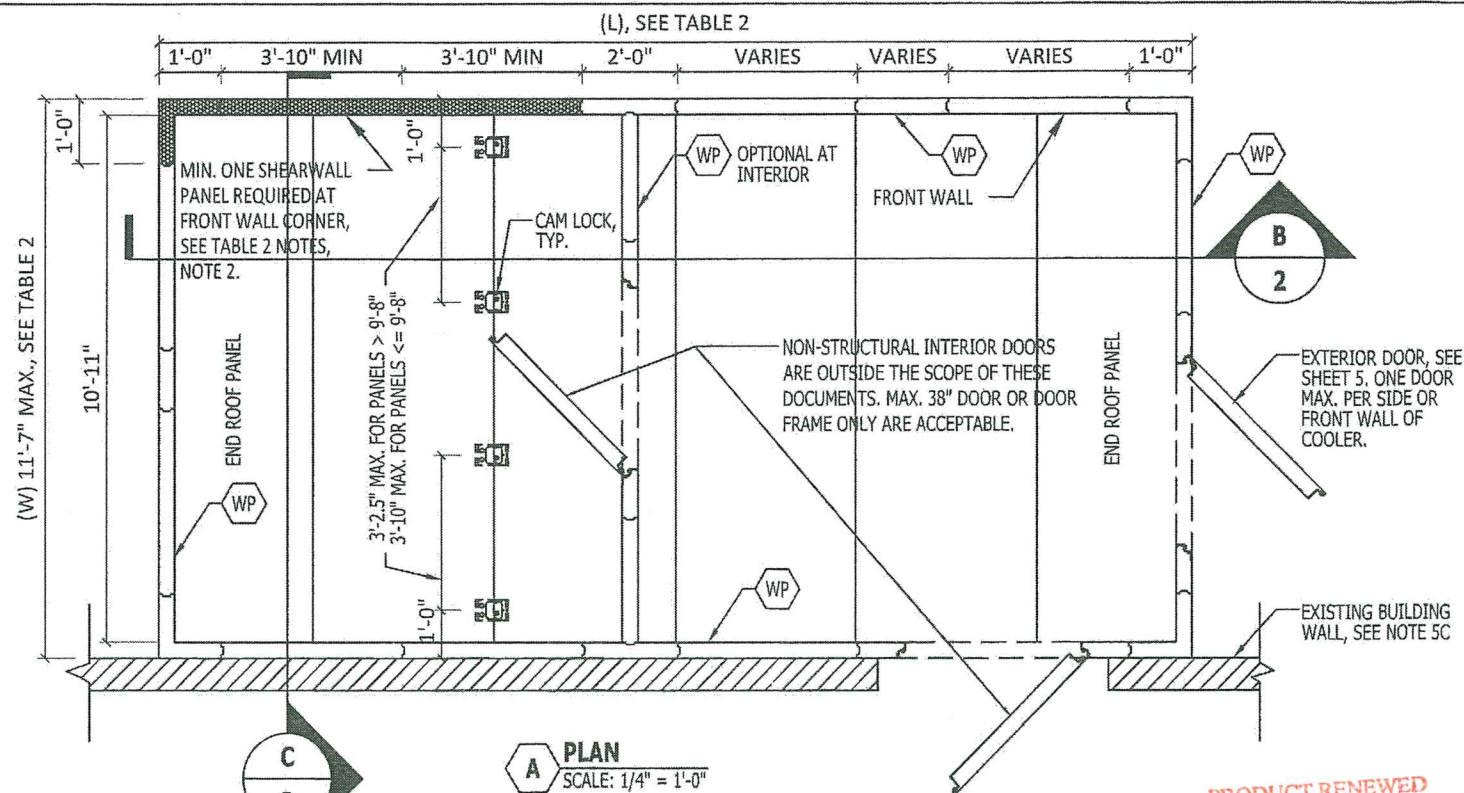 (L), SEE TABLE 2
1'-0"
3'-10" MIN
3'-10" MIN
2'-0"
VARIES
VARIES
VARIES
1'-0"
(W) 11'-7" MAX., SEE TABLE 2
1'-0"
10'-11"
MIN. ONE SHEARWALL
PANEL REQUIRED AT
FRONT WALL CORNER,
SEE TABLE 2 NOTES,
NOTE 2.
1'-0"
CAM LOCK,
TYP.
WP
OPTIONAL AT
INTERIOR
WP
FRONT WALL
WP
B
2
END ROOF PANEL
WP
3'-2.5" MAX. FOR PANELS > 9'-8"
3'-10" MAX. FOR PANELS <= 9'-8"
1'-0"
NON-STRUCTURAL INTERIOR DOORS
ARE OUTSIDE THE SCOPE OF THESE
DOCUMENTS. MAX. 38" DOOR OR DOOR
FRAME ONLY ARE ACCEPTABLE.
END ROOF PANEL
EXTERIOR DOOR, SEE
SHEET 5. ONE DOOR
MAX. PER SIDE OR
FRONT WALL OF
COOLER.
WP
EXISTING BUILDING
WALL, SEE NOTE 5C
C
A
PLAN
SCALE: 1/4" = 1'-0"
PRODUCT RENEWED